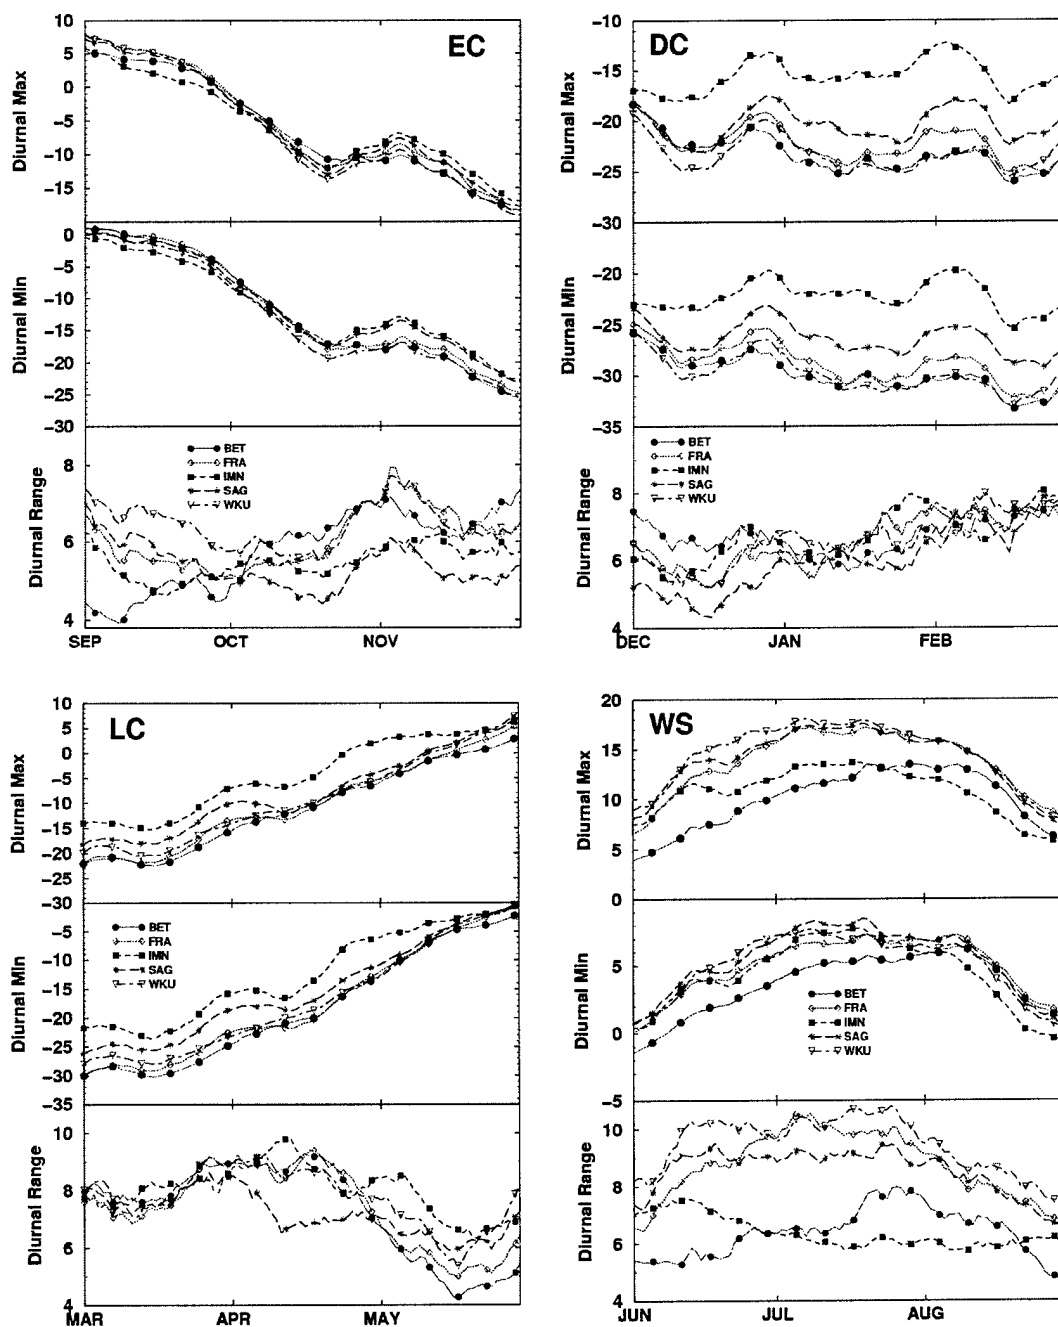 EC
Diurnal Max
10
5
0
−5
−10
−15
Diurnal Min
0
−5
−10
−15
−20
−25
−30
Diurnal Range
8
6
4
BET
FRA
IMN
SAG
WKU
SEP OCT NOV
DC
Diurnal Max
−10
−15
−20
−25
−30
Diurnal Min
−20
−25
−30
−35
Diurnal Range
8
6
4
BET
FRA
IMN
SAG
WKU
DEC JAN FEB
LC
Diurnal Max
10
5
0
−5
−10
−15
−20
−25
−30
Diurnal Min
−5
−10
−15
−20
−25
−30
−35
BET
FRA
IMN
SAG
WKU
Diurnal Range
10
8
6
4
MAR APR MAY
WS
Diurnal Max
20
15
10
5
0
Diurnal Min
5
0
−5
BET
FRA
IMN
SAG
WKU
Diurnal Range
10
8
6
4
JUN JUL AUG